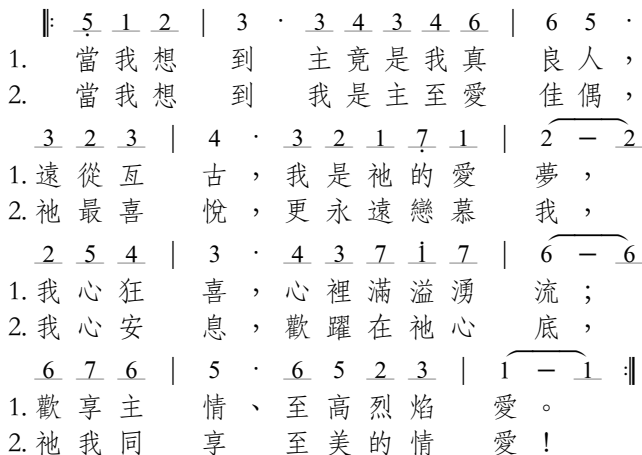 𝄆 5̣ 1 2 | 3 · 3 4 3 4 6 | 6 5 ·
1. 當我想 到 主竟是我真 良人，
2. 當我想 到 我是主至愛 佳偶，
3 2 3 | 4 · 3 2 1 7̣ 1 | 2 － 2
1. 遠從亙 古，我是祂的愛 夢，
2. 祂最喜 悅，更永遠戀慕 我，
2 5 4 | 3 · 4 3 7 i 7 | 6 － 6
1. 我心狂 喜，心裡滿溢湧 流；
2. 我心安 息，歡躍在祂心 底，
6 7 6 | 5 · 6 5 2 3 | 1 － 1 𝄇
1. 歡享主 情、至高烈焰 愛。
2. 祂我同 享 至美的情 愛！